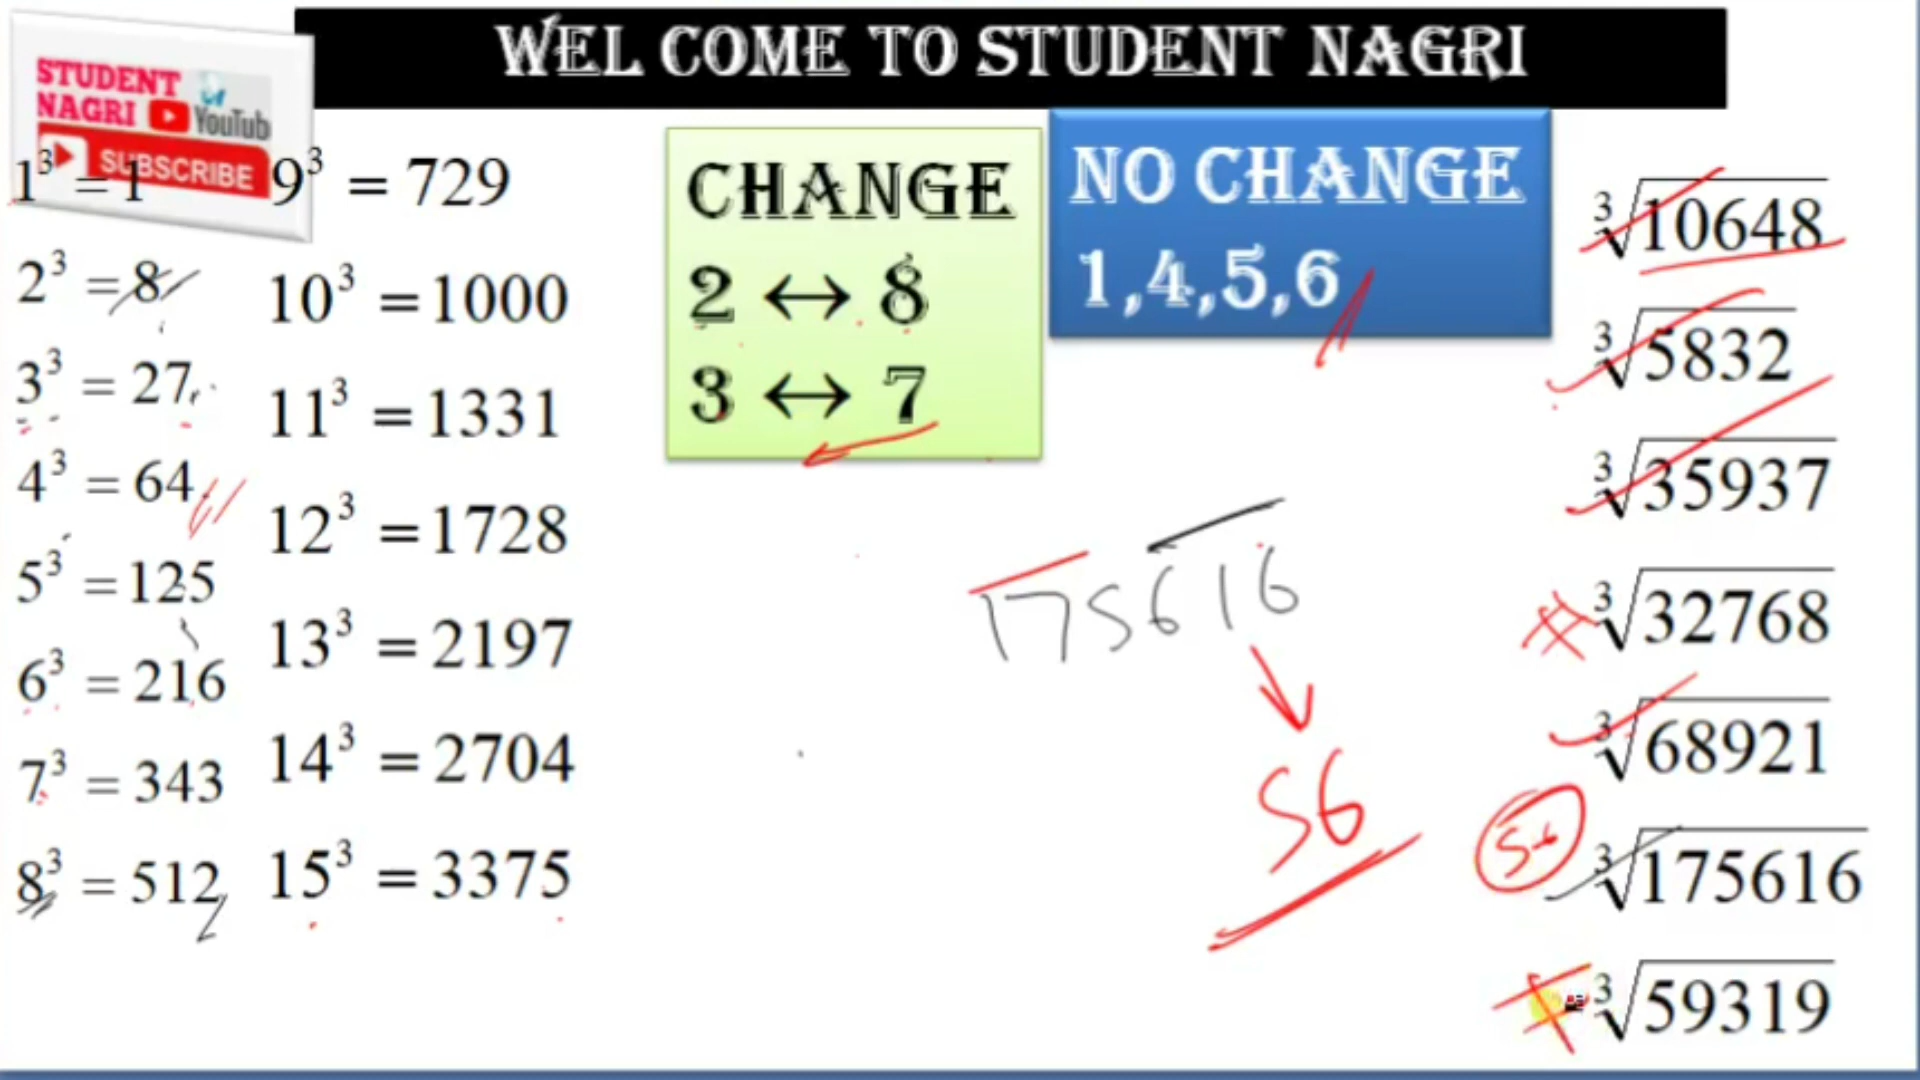 WEL COME TO STUDENT NAGRI
STUDENT
NAGRI YouTub
SUBSCRIBE
1³ = 1
2³ = 8
3³ = 27
4³ = 64
5³ = 125
6³ = 216
7³ = 343
8³ = 512
9³ = 729
10³ = 1000
11³ = 1331
12³ = 1728
13³ = 2197
14³ = 2704
15³ = 3375
CHANGE
2 ↔ 8
3 ↔ 7
NO CHANGE
1,4,5,6
175616
56
∛10648
∛5832
∛35937
∛32768
∛68921
56
∛175616
∛59319